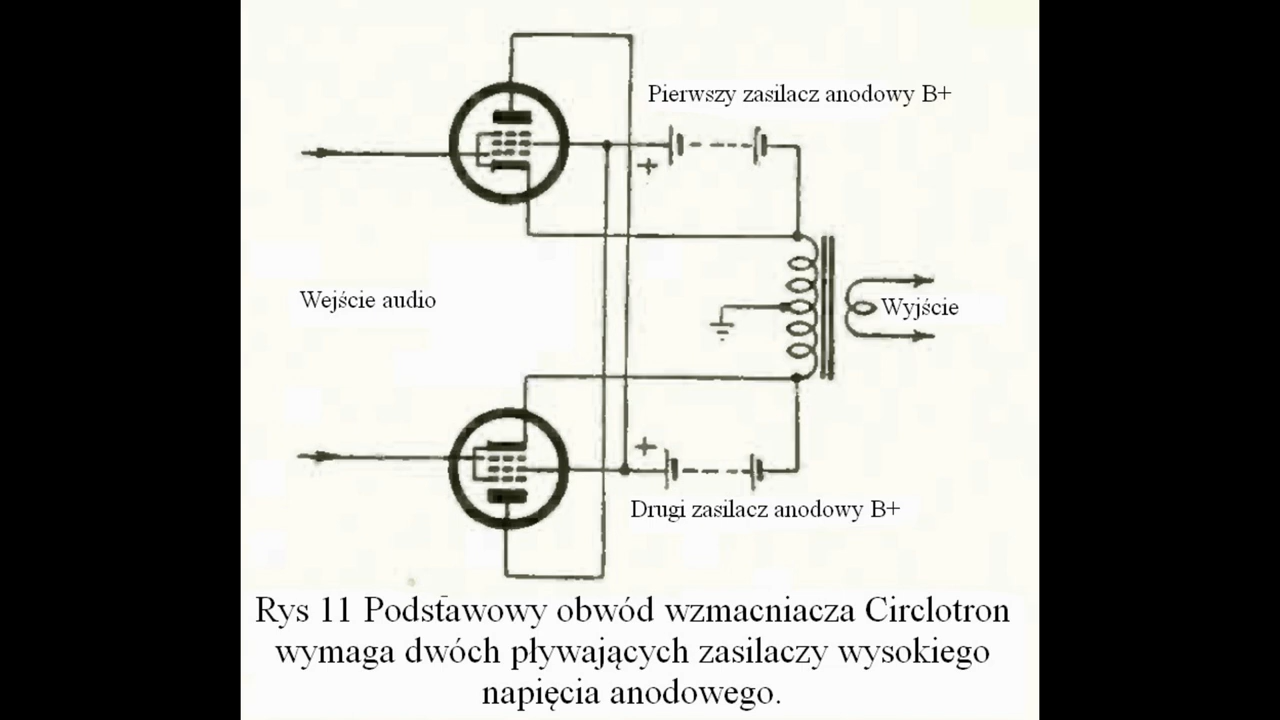 Pierwszy zasilacz anodowy B+
+
Wejście audio
Wyjście
+
Drugi zasilacz anodowy B+
Rys 11 Podstawowy obwód wzmacniacza Circlotron
wymaga dwóch pływających zasilaczy wysokiego
napięcia anodowego.